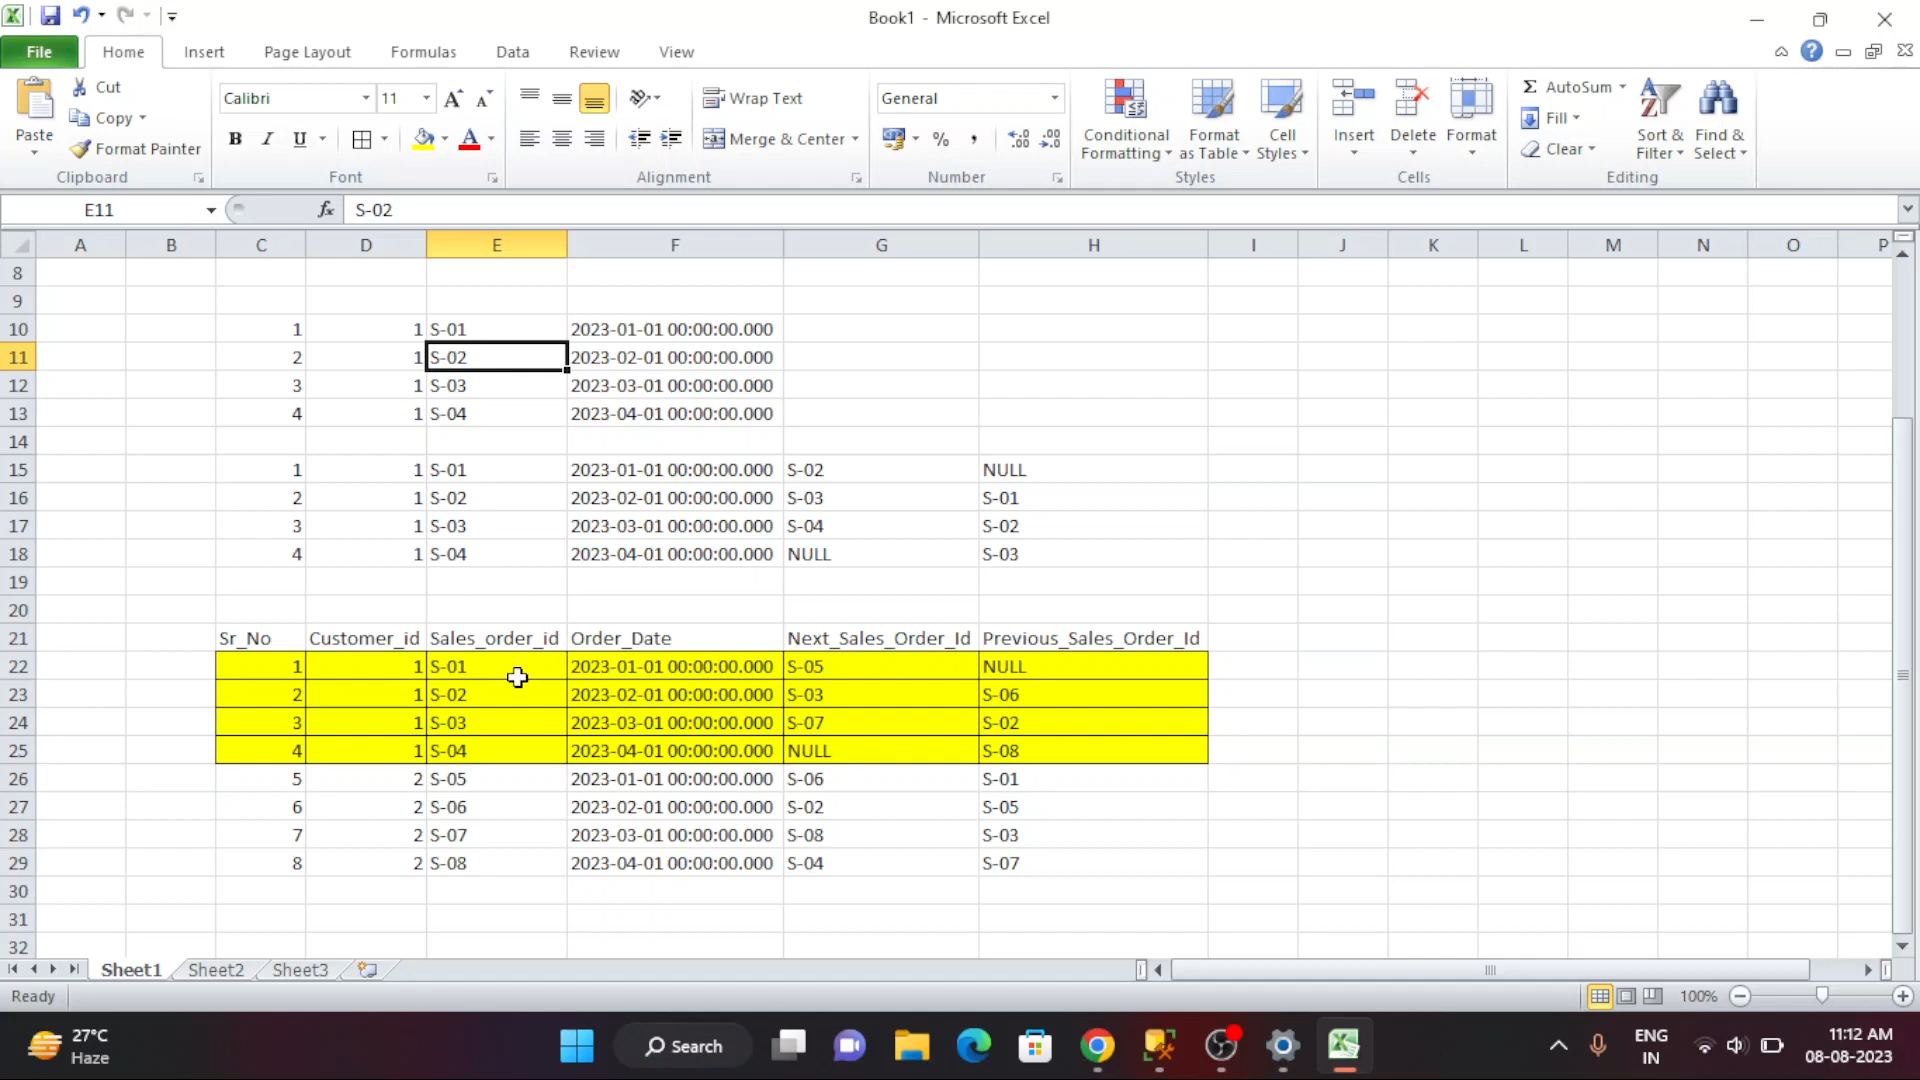 Book1 - Microsoft Excel
File Home Insert Page Layout Formulas Data Review View
Paste
Cut
Copy
Format Painter
Clipboard
Calibri 11
B I U
Font
Wrap Text
Merge & Center
Alignment
General
%
Number
Conditional Formatting
Format as Table
Cell Styles
Styles
Insert Delete Format
Cells
AutoSum
Fill
Clear
Sort & Filter
Find & Select
Editing
E11 fx S-02
A B C D E F G H I J K L M N O P
8
9
10 1 1 S-01 2023-01-01 00:00:00.000
11 2 1 S-02 2023-02-01 00:00:00.000
12 3 1 S-03 2023-03-01 00:00:00.000
13 4 1 S-04 2023-04-01 00:00:00.000
14
15 1 1 S-01 2023-01-01 00:00:00.000 S-02 NULL
16 2 1 S-02 2023-02-01 00:00:00.000 S-03 S-01
17 3 1 S-03 2023-03-01 00:00:00.000 S-04 S-02
18 4 1 S-04 2023-04-01 00:00:00.000 NULL S-03
19
20
21 Sr_No Customer_id Sales_order_id Order_Date Next_Sales_Order_Id Previous_Sales_Order_Id
22 1 1 S-01 2023-01-01 00:00:00.000 S-05 NULL
23 2 1 S-02 2023-02-01 00:00:00.000 S-03 S-06
24 3 1 S-03 2023-03-01 00:00:00.000 S-07 S-02
25 4 1 S-04 2023-04-01 00:00:00.000 NULL S-08
26 5 2 S-05 2023-01-01 00:00:00.000 S-06 S-01
27 6 2 S-06 2023-02-01 00:00:00.000 S-02 S-05
28 7 2 S-07 2023-03-01 00:00:00.000 S-08 S-03
29 8 2 S-08 2023-04-01 00:00:00.000 S-04 S-07
30
31
32
Sheet1 Sheet2 Sheet3
Ready 100%
27°C
Haze
Search
ENG
IN
11:12 AM
08-08-2023